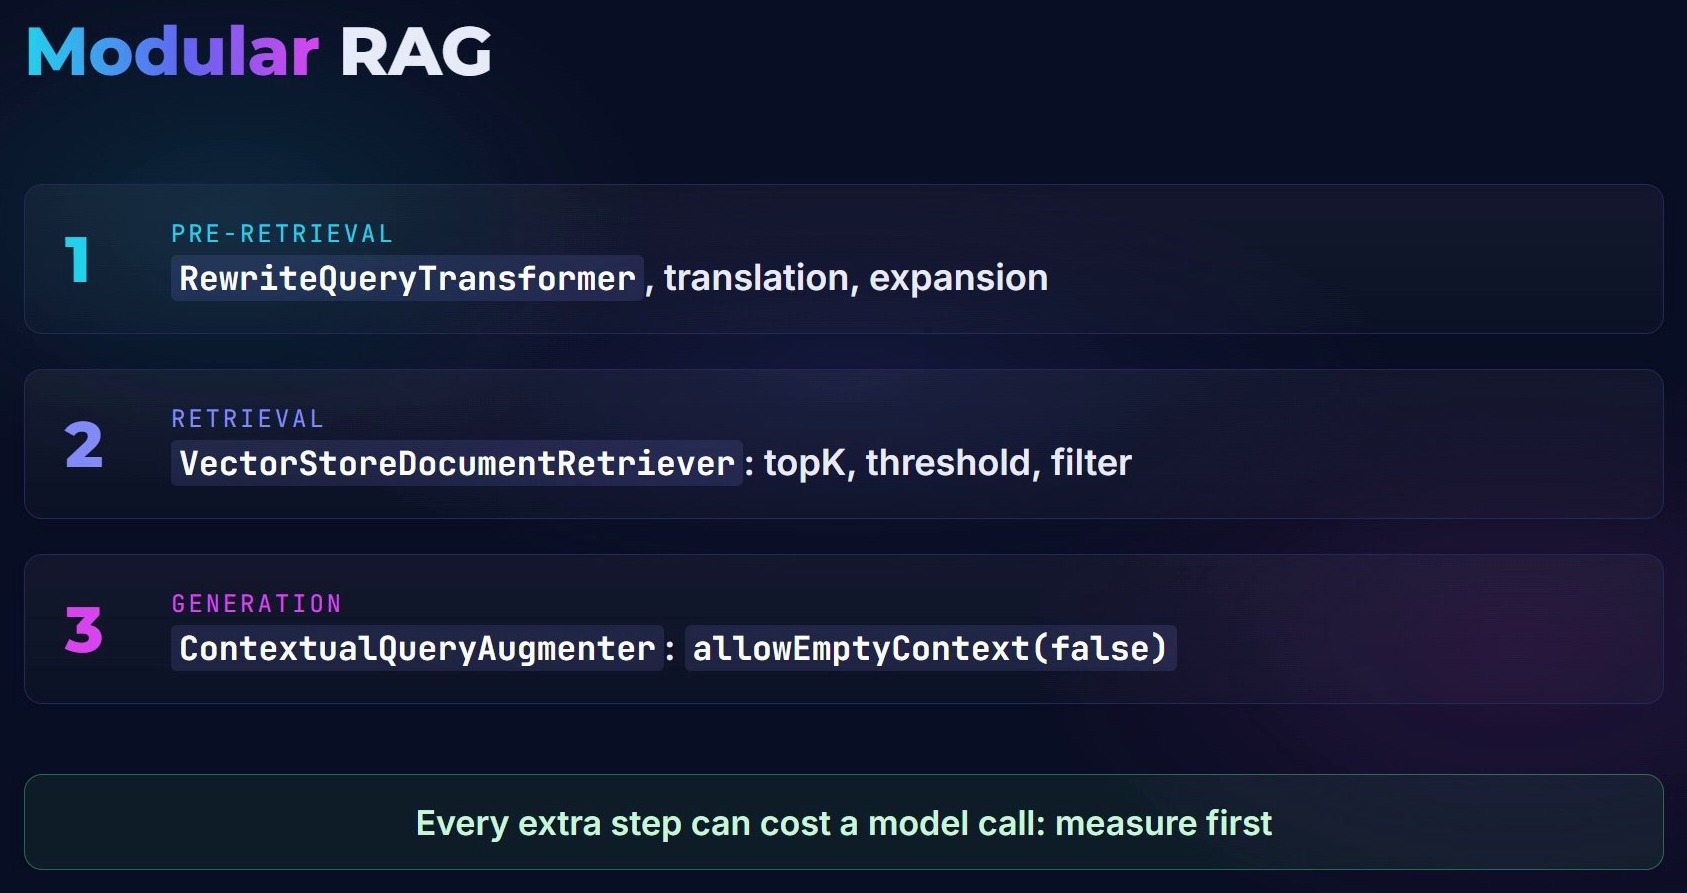 Modular RAG
1
PRE-RETRIEVAL
RewriteQueryTransformer, translation, expansion
2
RETRIEVAL
VectorStoreDocumentRetriever: topK, threshold, filter
3
GENERATION
ContextualQueryAugmenter: allowEmptyContext(false)
Every extra step can cost a model call: measure first